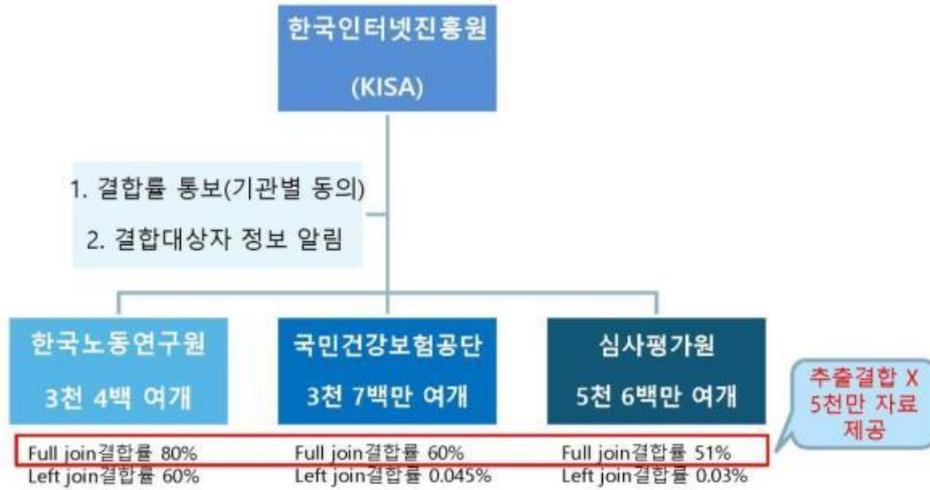 한국인터넷진흥원
(KISA)
1. 결합률 통보(기관별 동의)
2. 결합대상자 정보 알림
한국노동연구원
3천 4백 여개
국민건강보험공단
3천 7백만 여개
심사평가원
5천 6백만 여개
추출결합 X
5천만 자료
제공
Full join결합률 80%
Left join결합률 60%
Full join결합률 60%
Left join결합률 0.045%
Full join결합률 51%
Left join결합률 0.03%